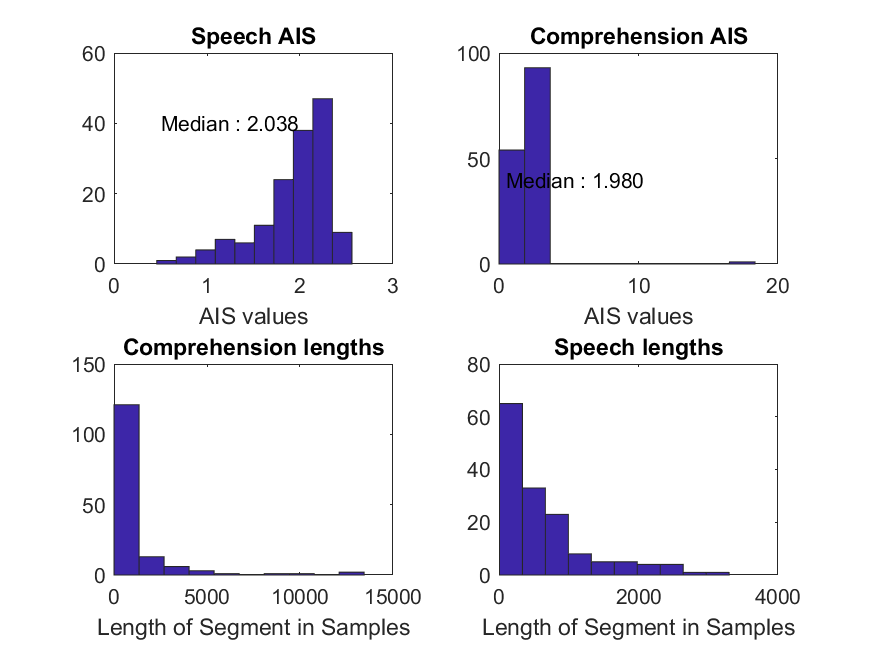 Speech AIS
60
40
20
0
Median : 2.038
0 1 2 3
AIS values
Comprehension AIS
100
50
0
Median : 1.980
0 10 20
AIS values
Comprehension lengths
150
100
50
0
0 5000 10000 15000
Length of Segment in Samples
Speech lengths
80
60
40
20
0
0 2000 4000
Length of Segment in Samples